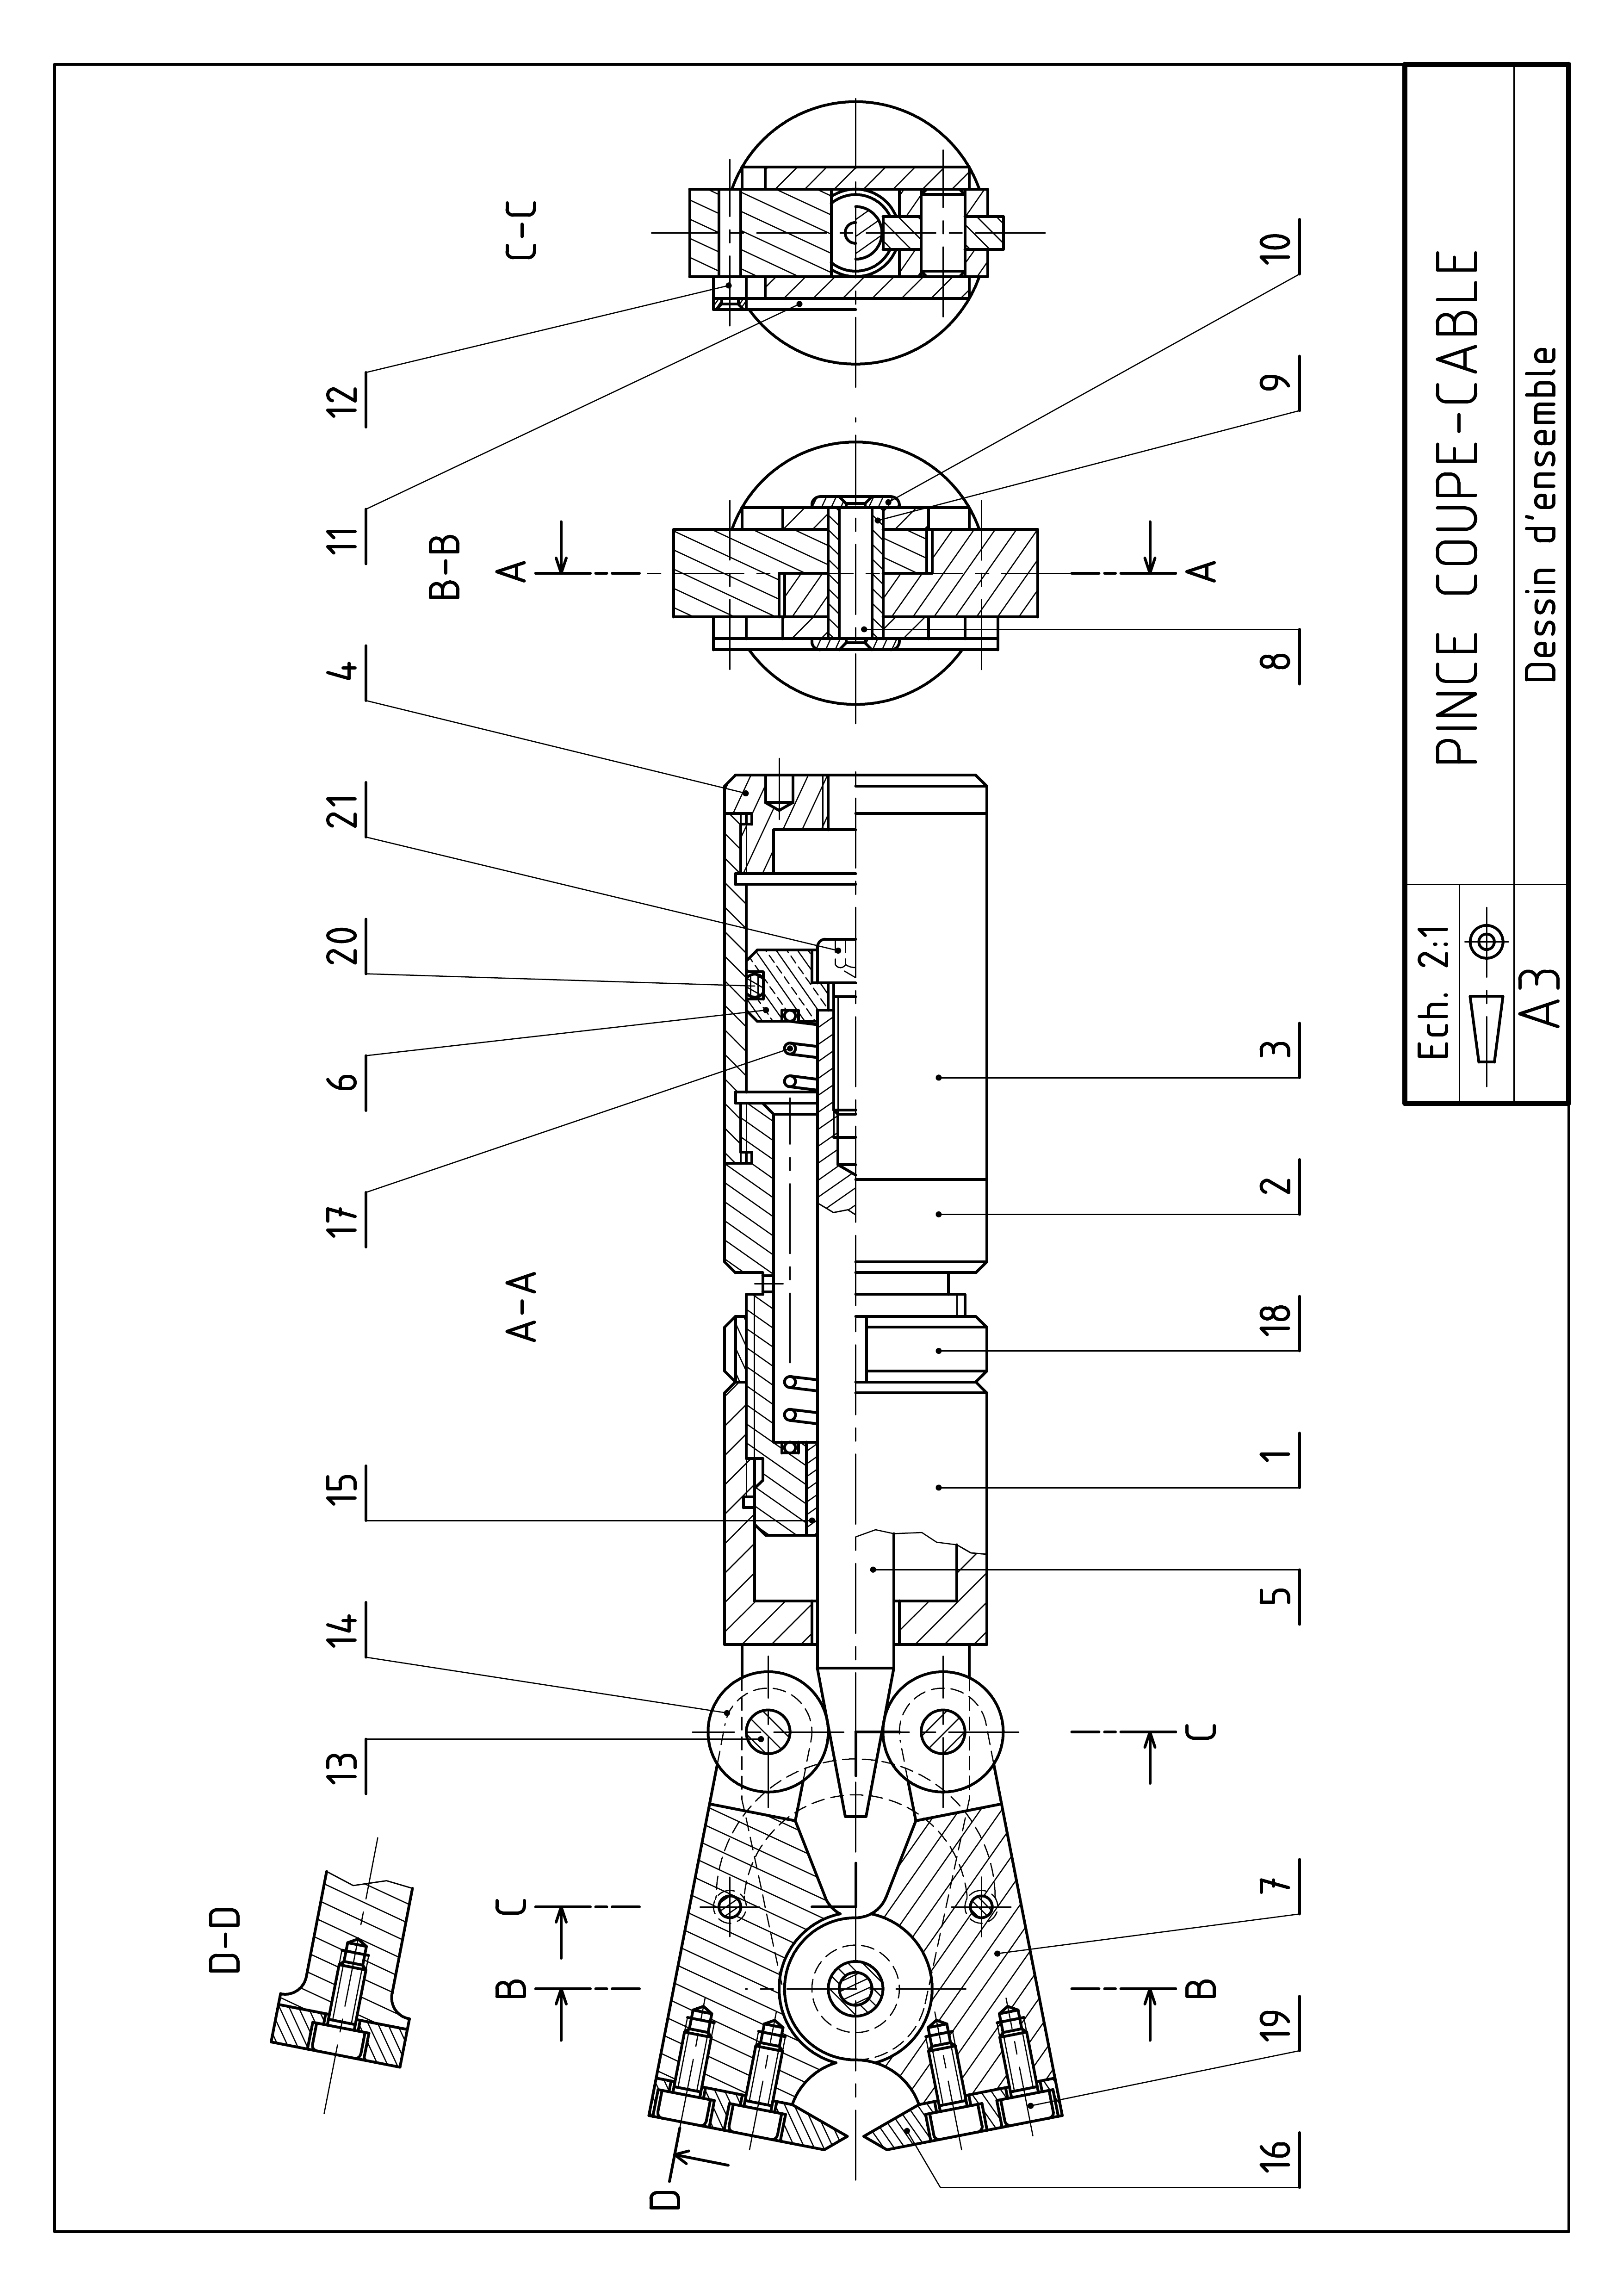 D-D
13 14 15 17 6 20 21 4 11 12
B-B
B C A-A A C-C
D
B C A
16 19 7 5 1 18 2 3 8 9 10
Ech. 2:1
PINCE COUPE-CABLE
A3
Dessin d'ensemble